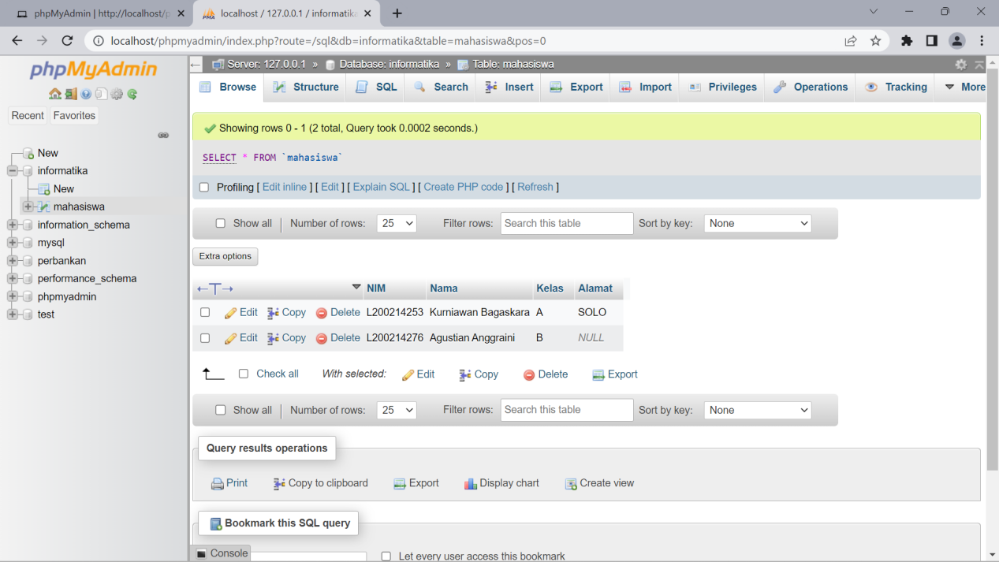 phpMyAdmin | http://localhost/p
localhost / 127.0.0.1 / informatika
localhost/phpmyadmin/index.php?route=/sql&db=informatika&table=mahasiswa&pos=0
phpMyAdmin
Recent Favorites
New
informatika
New
mahasiswa
information_schema
mysql
perbankan
performance_schema
phpmyadmin
test
Server: 127.0.0.1 » Database: informatika » Table: mahasiswa
Browse Structure SQL Search Insert Export Import Privileges Operations Tracking More
Showing rows 0 - 1 (2 total, Query took 0.0002 seconds.)
SELECT * FROM `mahasiswa`
Profiling [ Edit inline ] [ Edit ] [ Explain SQL ] [ Create PHP code ] [ Refresh ]
Show all | Number of rows: 25 Filter rows: Search this table Sort by key: None
Extra options
NIM Nama Kelas Alamat
Edit Copy Delete L200214253 Kurniawan Bagaskara A SOLO
Edit Copy Delete L200214276 Agustian Anggraini B NULL
Check all With selected: Edit Copy Delete Export
Show all | Number of rows: 25 Filter rows: Search this table Sort by key: None
Query results operations
Print Copy to clipboard Export Display chart Create view
Bookmark this SQL query
Console
Let every user access this bookmark